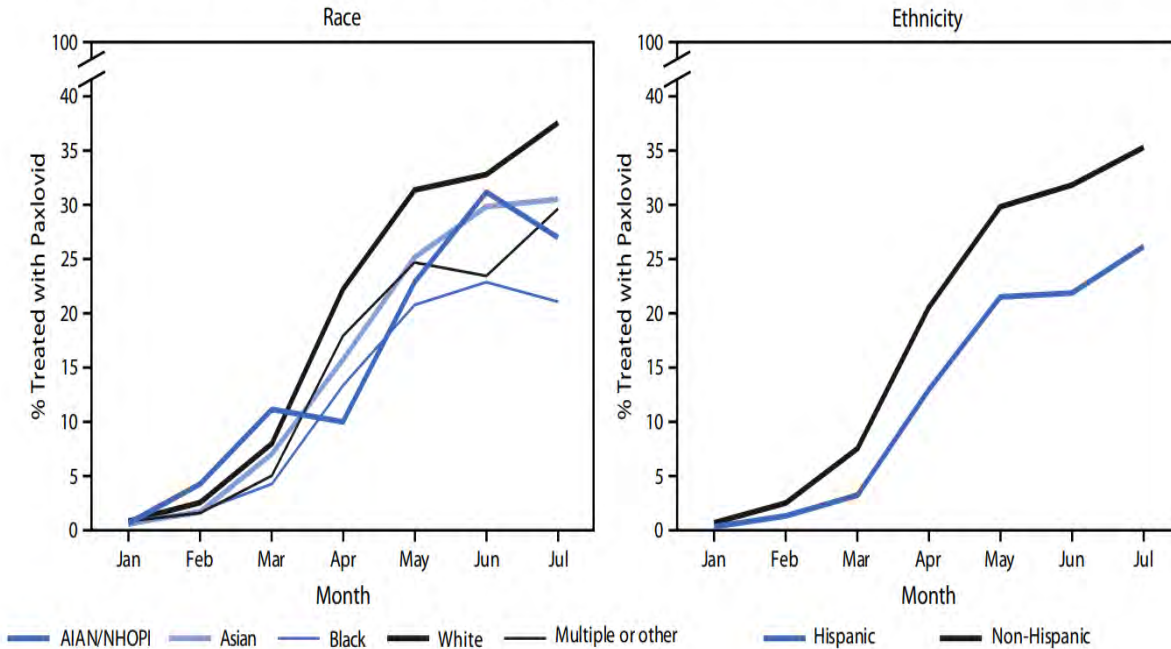 Race
100
40
35
30
25
20
15
10
5
0
% Treated with Paxlovid
Jan Feb Mar Apr May Jun Jul
Month
Ethnicity
100
40
35
30
25
20
15
10
5
0
% Treated with Paxlovid
Jan Feb Mar Apr May Jun Jul
Month
AIAN/NHOPI Asian Black White Multiple or other Hispanic Non-Hispanic